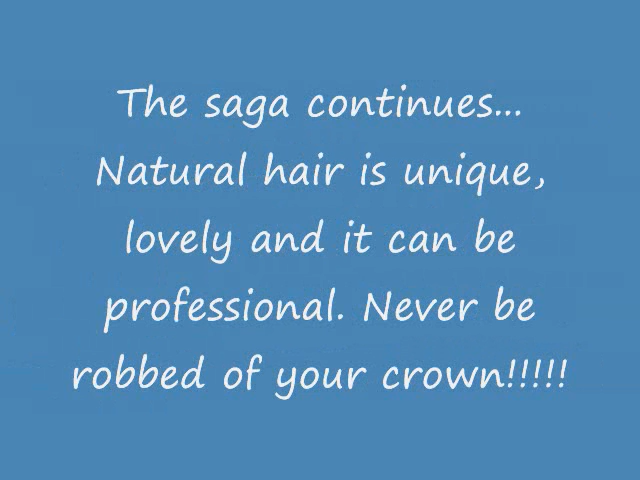 The saga continues...
Natural hair is unique,
lovely and it can be
professional. Never be
robbed of your crown!!!!!